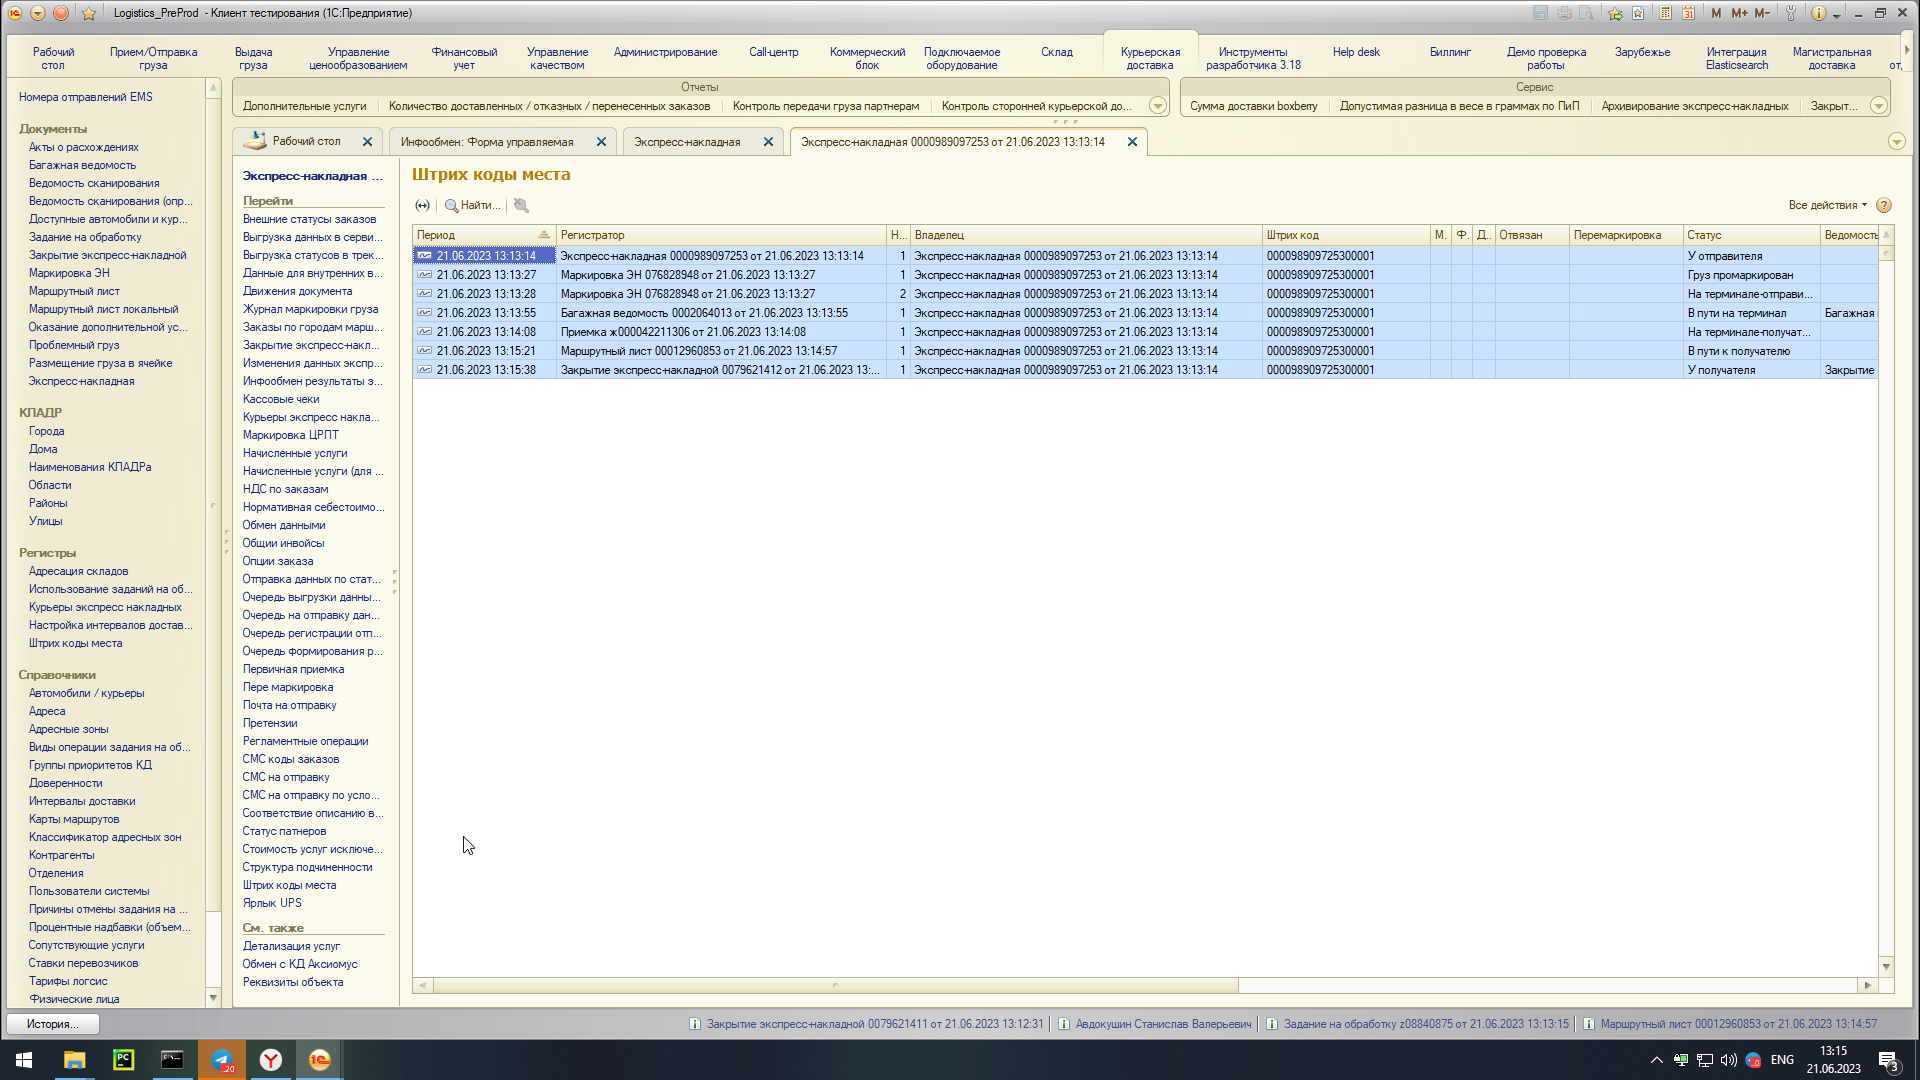 Logistics_PreProd - Клиент тестирования (1С:Предприятие)
M M+ M-
Рабочий стол
Прием/Отправка груза
Выдача груза
Управление ценообразованием
Финансовый учет
Управление качеством
Администрирование
Call-центр
Коммерческий блок
Подключаемое оборудование
Склад
Курьерская доставка
Инструменты разработчика 3.18
Help desk
Биллинг
Демо проверка работы
Зарубежье
Интеграция Elasticsearch
Магистральная доставка
Отчеты
Дополнительные услуги
Количество доставленных / отказных / перенесенных заказов
Контроль передачи груза партнерам
Контроль сторонней курьерской до...
Сервис
Сумма доставки boxberry
Допустимая разница в весе в граммах по ПиП
Архивирование экспресс-накладных
Закрыт...
Рабочий стол
Инфообмен: Форма управляемая
Экспресс-накладная
Экспресс-накладная 0000989097253 от 21.06.2023 13:13:14
Номера отправлений EMS
Документы
Акты о расхождениях
Багажная ведомость
Ведомость сканирования
Ведомость сканирования (опр...
Доступные автомобили и кур...
Задание на обработку
Закрытие экспресс-накладной
Маркировка ЭН
Маршрутный лист
Маршрутный лист локальный
Оказание дополнительной ус...
Проблемный груз
Размещение груза в ячейке
Экспресс-накладная
КЛАДР
Города
Дома
Наименования КЛАДРа
Области
Районы
Улицы
Регистры
Адресация складов
Использование заданий на об...
Курьеры экспресс накладных
Настройка интервалов достав...
Штрих коды места
Справочники
Автомобили / курьеры
Адреса
Адресные зоны
Виды операции задания на об...
Группы приоритетов КД
Доверенности
Интервалы доставки
Карты маршрутов
Классификатор адресных зон
Контрагенты
Отделения
Пользователи системы
Причины отмены задания на ...
Процентные надбавки (объем...
Сопутствующие услуги
Ставки перевозчиков
Тарифы логсис
Физические лица
Экспресс-накладная ...
Перейти
Внешние статусы заказов
Выгрузка данных в серви...
Выгрузка статусов в трек...
Данные для внутренних в...
Движения документа
Журнал маркировки груза
Заказы по городам марш...
Закрытие экспресс-накл...
Изменения данных экспр...
Инфообмен результаты з...
Кассовые чеки
Курьеры экспресс накла...
Маркировка ЦРПТ
Начисленные услуги
Начисленные услуги (для ...
НДС по заказам
Нормативная себестоимо...
Обмен данными
Общии инвойсы
Опции заказа
Отправка данных по стат...
Очередь выгрузки данны...
Очередь на отправку дан...
Очередь регистрации отп...
Очередь формирования р...
Первичная приемка
Пере маркировка
Почта на отправку
Претензии
Регламентные операции
СМС коды заказов
СМС на отправку
СМС на отправку по усло...
Соответствие описанию в...
Статус патнеров
Стоимость услуг исключе...
Структура подчиненности
Штрих коды места
Ярлык UPS
См. также
Детализация услуг
Обмен с КД Аксиомус
Реквизиты объекта
Штрих коды места
Найти...
Все действия
Период Регистратор Н... Владелец Штрих код М. Ф. Д.. Отвязан Перемаркировка Статус Ведомость
21.06.2023 13:13:14 Экспресс-накладная 0000989097253 от 21.06.2023 13:13:14 1 Экспресс-накладная 0000989097253 от 21.06.2023 13:13:14 000098909725300001 У отправителя
21.06.2023 13:13:27 Маркировка ЭН 076828948 от 21.06.2023 13:13:27 1 Экспресс-накладная 0000989097253 от 21.06.2023 13:13:14 000098909725300001 Груз промаркирован
21.06.2023 13:13:28 Маркировка ЭН 076828948 от 21.06.2023 13:13:27 2 Экспресс-накладная 0000989097253 от 21.06.2023 13:13:14 000098909725300001 На терминале-отправи...
21.06.2023 13:13:55 Багажная ведомость 0002064013 от 21.06.2023 13:13:55 1 Экспресс-накладная 0000989097253 от 21.06.2023 13:13:14 000098909725300001 В пути на терминал Багажная
21.06.2023 13:14:08 Приемка ж000042211306 от 21.06.2023 13:14:08 1 Экспресс-накладная 0000989097253 от 21.06.2023 13:13:14 000098909725300001 На терминале-получат...
21.06.2023 13:15:21 Маршрутный лист 00012960853 от 21.06.2023 13:14:57 1 Экспресс-накладная 0000989097253 от 21.06.2023 13:13:14 000098909725300001 В пути к получателю
21.06.2023 13:15:38 Закрытие экспресс-накладной 0079621412 от 21.06.2023 13:... 1 Экспресс-накладная 0000989097253 от 21.06.2023 13:13:14 000098909725300001 У получателя Закрытие
История...
Закрытие экспресс-накладной 0079621411 от 21.06.2023 13:12:31
Авдокушин Станислав Валерьевич
Задание на обработку z08840875 от 21.06.2023 13:13:15
Маршрутный лист 00012960853 от 21.06.2023 13:14:57
ENG
13:15
21.06.2023
3